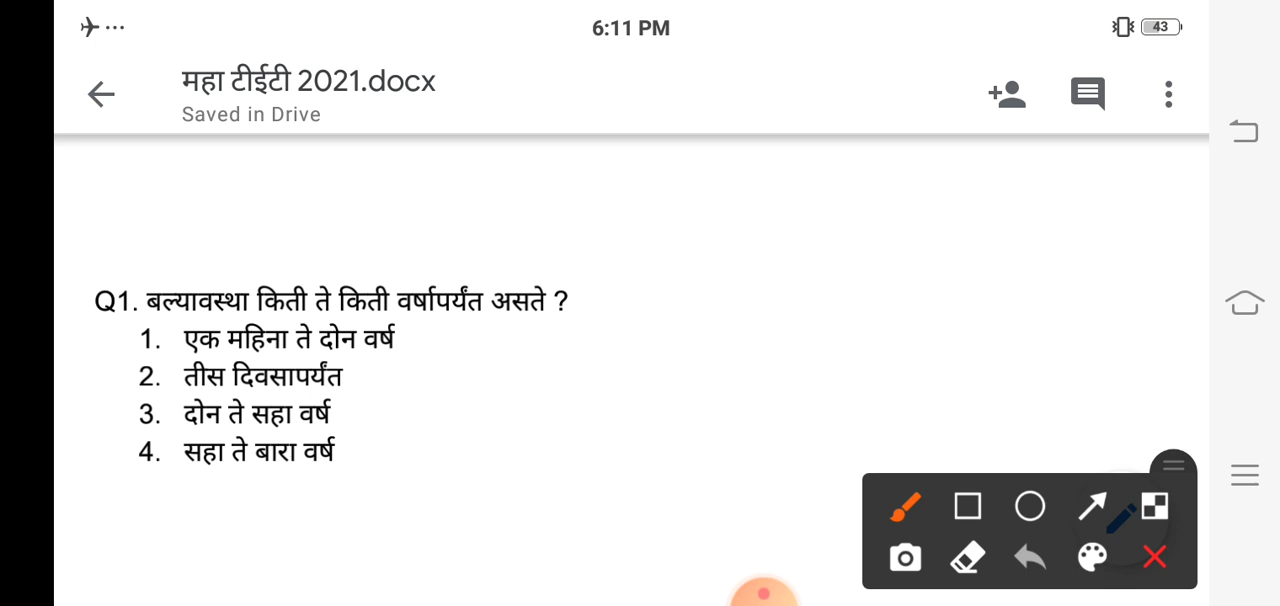 6:11 PM
43
महा टीईटी 2021.docx
Saved in Drive
Q1. बल्यावस्था किती ते किती वर्षापर्यंत असते ?
1. एक महिना ते दोन वर्ष
2. तीस दिवसापर्यंत
3. दोन ते सहा वर्ष
4. सहा ते बारा वर्ष